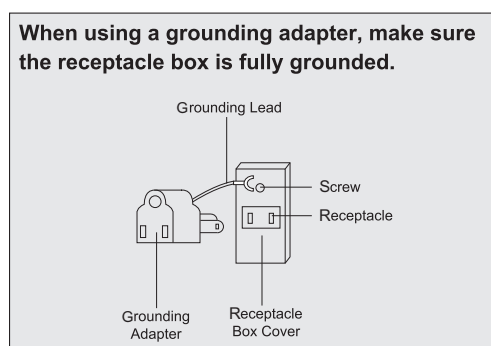 When using a grounding adapter, make sure
the receptacle box is fully grounded.
Grounding Lead
Screw
Receptacle
Grounding
Adapter
Receptacle
Box Cover